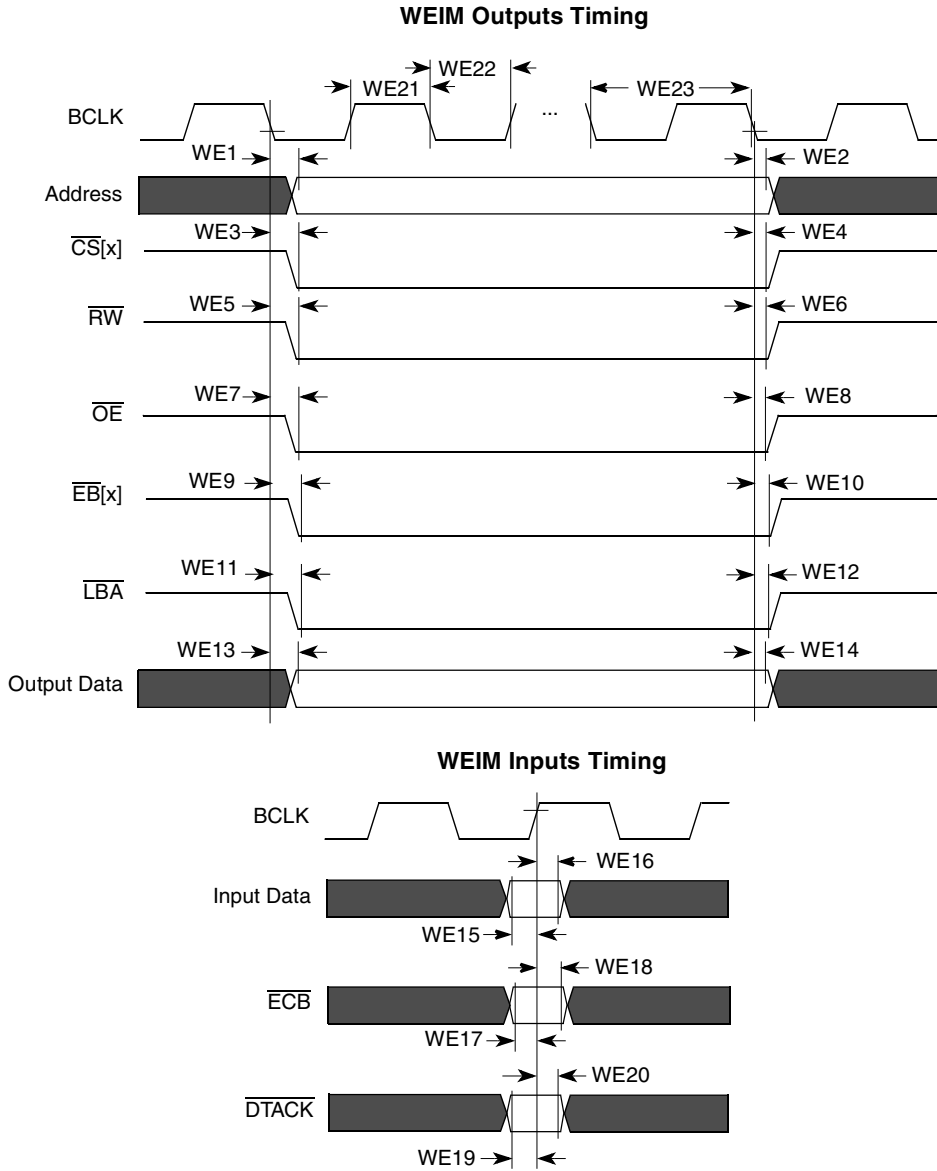 WEIM Outputs Timing
WE22
WE21
WE23
BCLK
...
WE1
WE2
Address
WE3
WE4
CS[x]
WE5
WE6
RW
WE7
WE8
OE
WE9
WE10
EB[x]
WE11
WE12
LBA
WE13
WE14
Output Data
WEIM Inputs Timing
BCLK
WE16
Input Data
WE15
WE18
ECB
WE17
WE20
DTACK
WE19